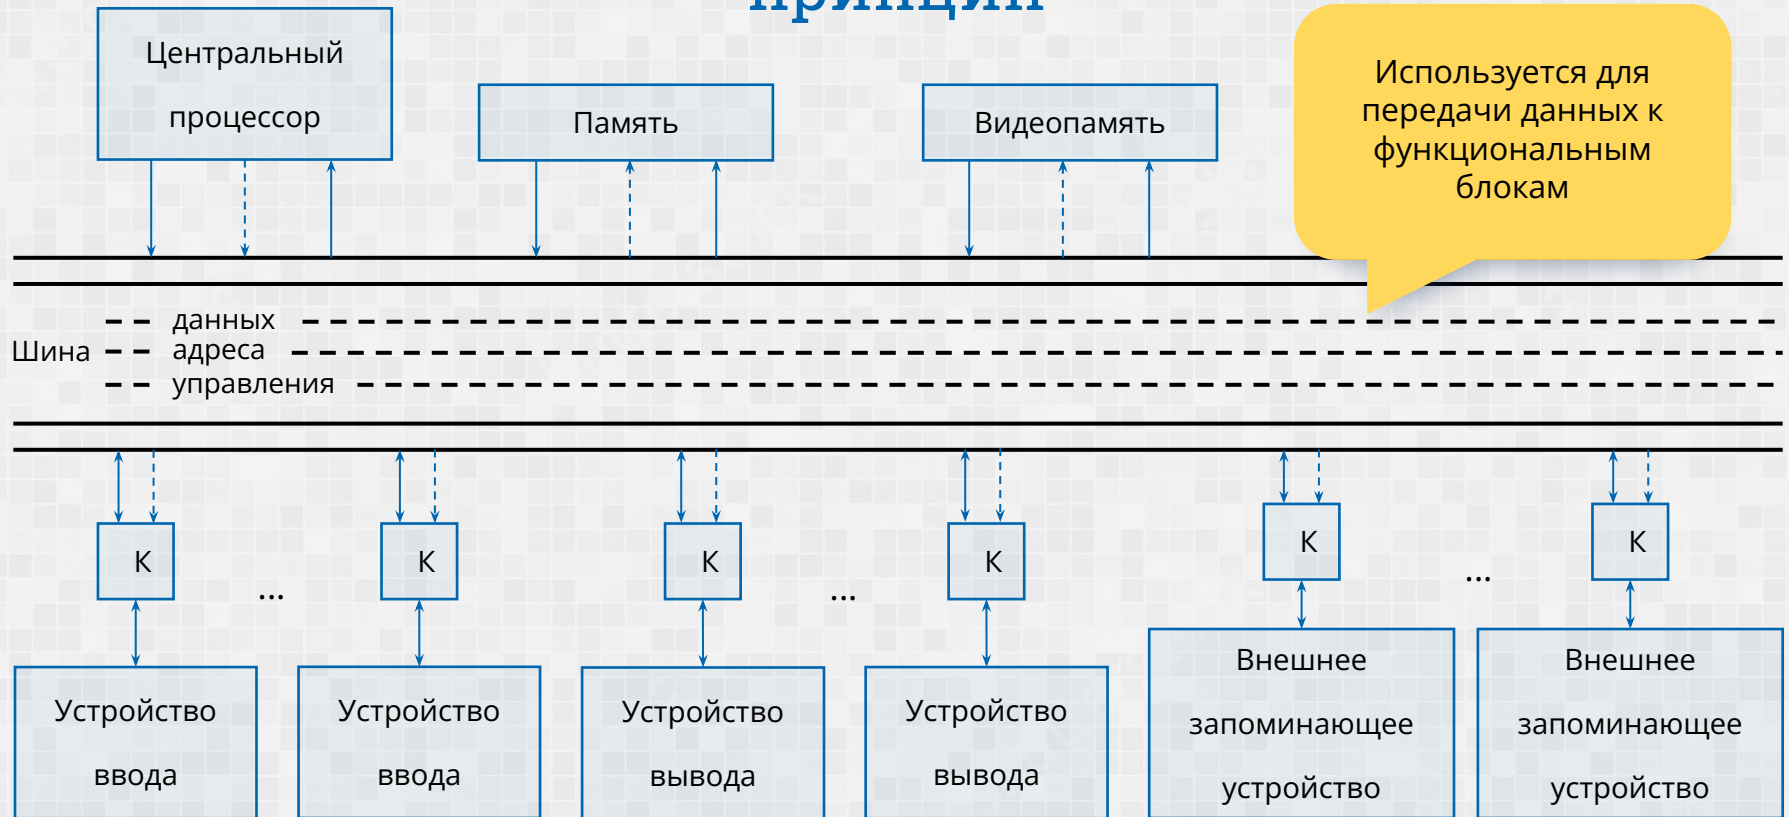 принцип
Центральный
процессор
Память
Видеопамять
Используется для
передачи данных к
функциональным
блокам
данных
Шина
адреса
управления
К
К
К
К
К
К
...
...
...
Устройство
ввода
Устройство
ввода
Устройство
вывода
Устройство
вывода
Внешнее
запоминающее
устройство
Внешнее
запоминающее
устройство